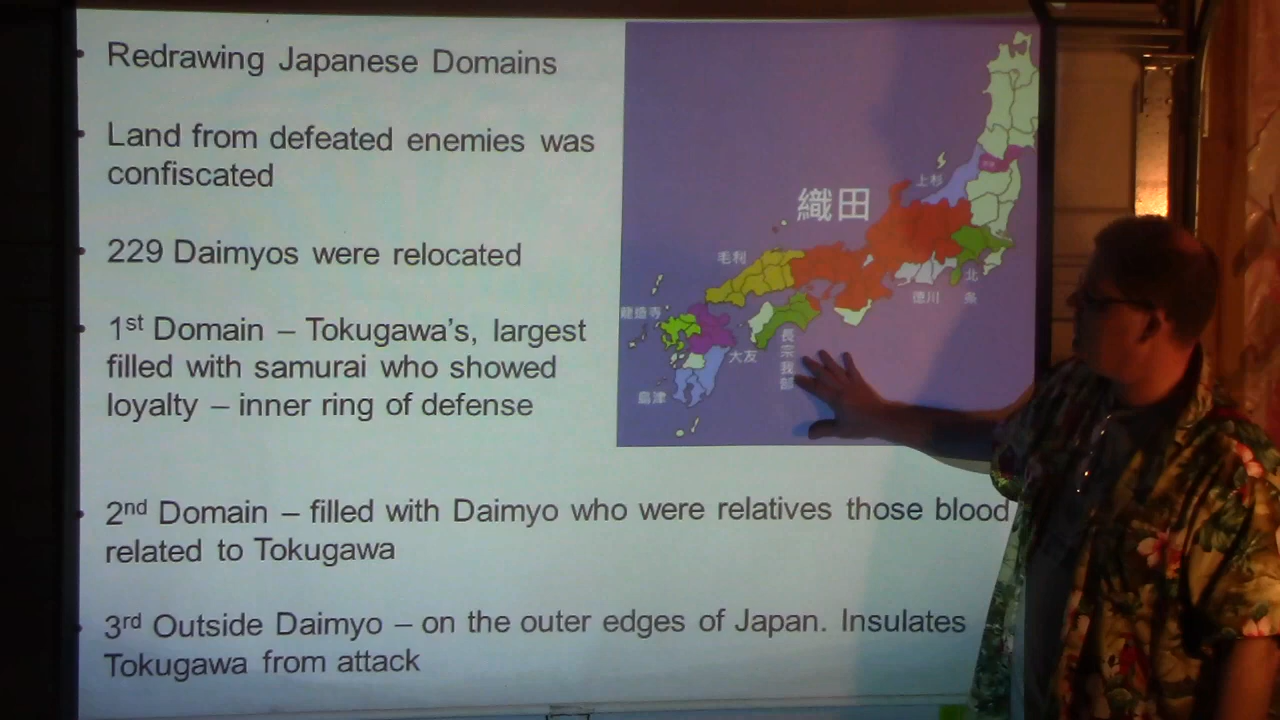 Redrawing Japanese Domains
Land from defeated enemies was
confiscated
229 Daimyos were relocated
1st Domain – Tokugawa's, largest
filled with samurai who showed
loyalty – inner ring of defense
2nd Domain – filled with Daimyo who were relatives those blood
related to Tokugawa
3rd Outside Daimyo – on the outer edges of Japan. Insulates
Tokugawa from attack
上杉
織田
毛利
北条
徳川
龍造寺
大友
長宗我部
島津